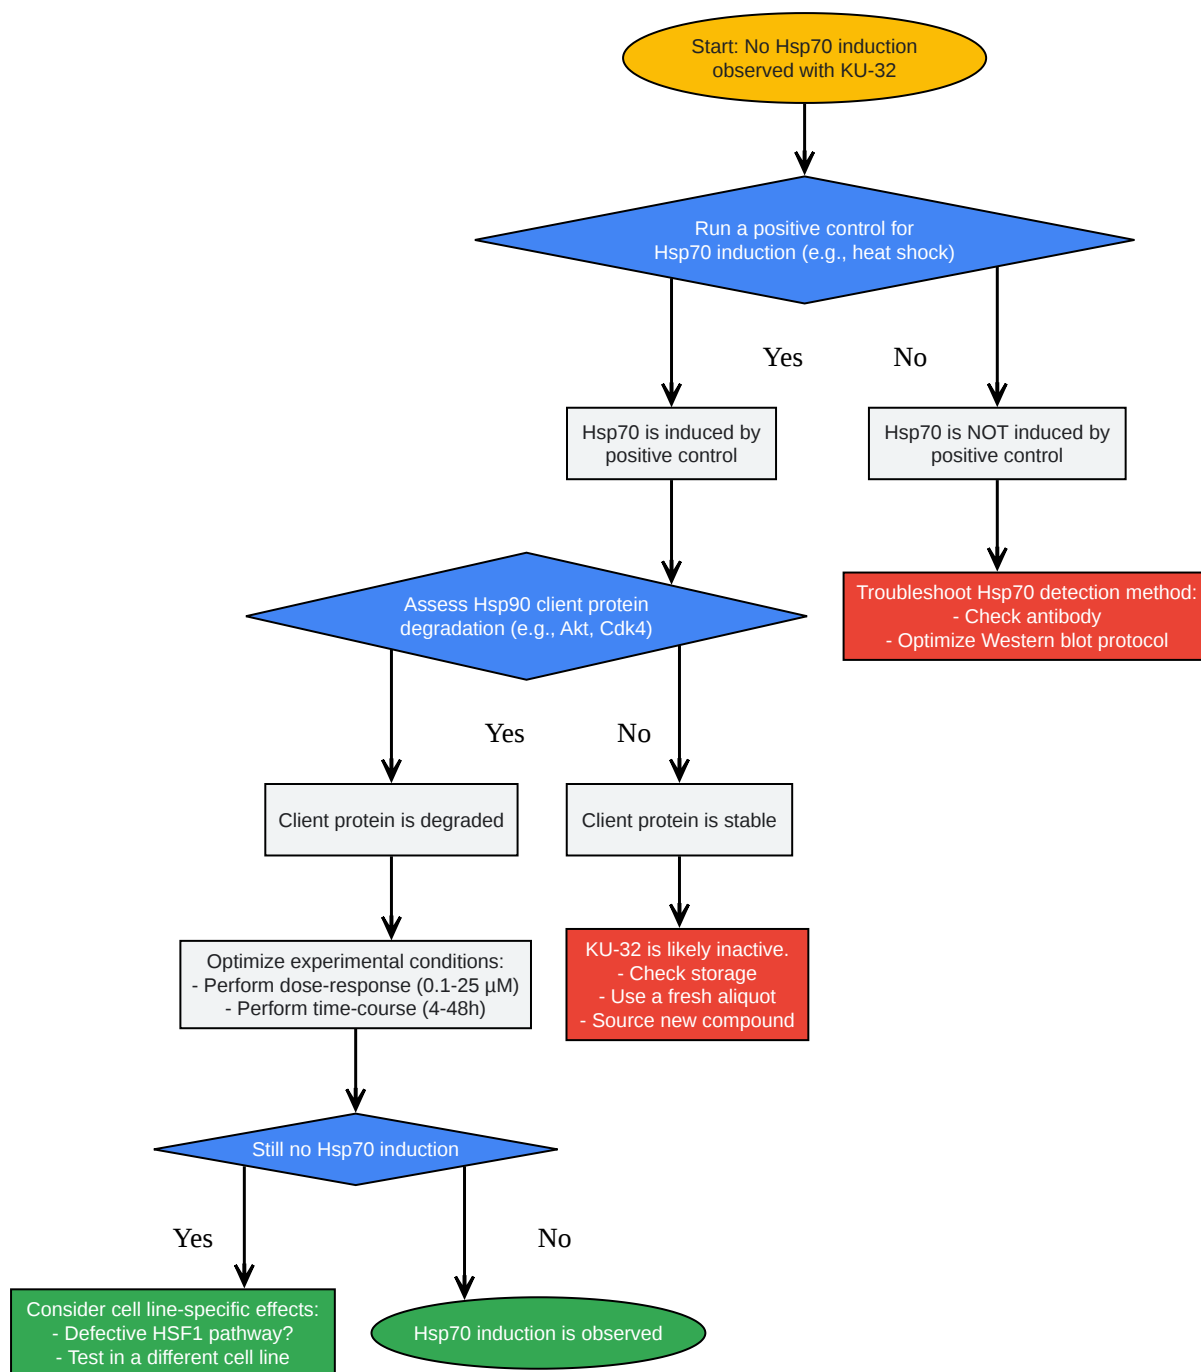 Start: No Hsp70 induction
observed with KU-32
Run a positive control for
Hsp70 induction (e.g., heat shock)
Yes
No
Hsp70 is induced by
positive control
Hsp70 is NOT induced by
positive control
Assess Hsp90 client protein
degradation (e.g., Akt, Cdk4)
Troubleshoot Hsp70 detection method:
- Check antibody
- Optimize Western blot protocol
Yes
No
Client protein is degraded
Client protein is stable
Optimize experimental conditions:
- Perform dose-response (0.1-25 µM)
- Perform time-course (4-48h)
KU-32 is likely inactive.
- Check storage
- Use a fresh aliquot
- Source new compound
Still no Hsp70 induction
Yes
No
Consider cell line-specific effects:
- Defective HSF1 pathway?
- Test in a different cell line
Hsp70 induction is observed